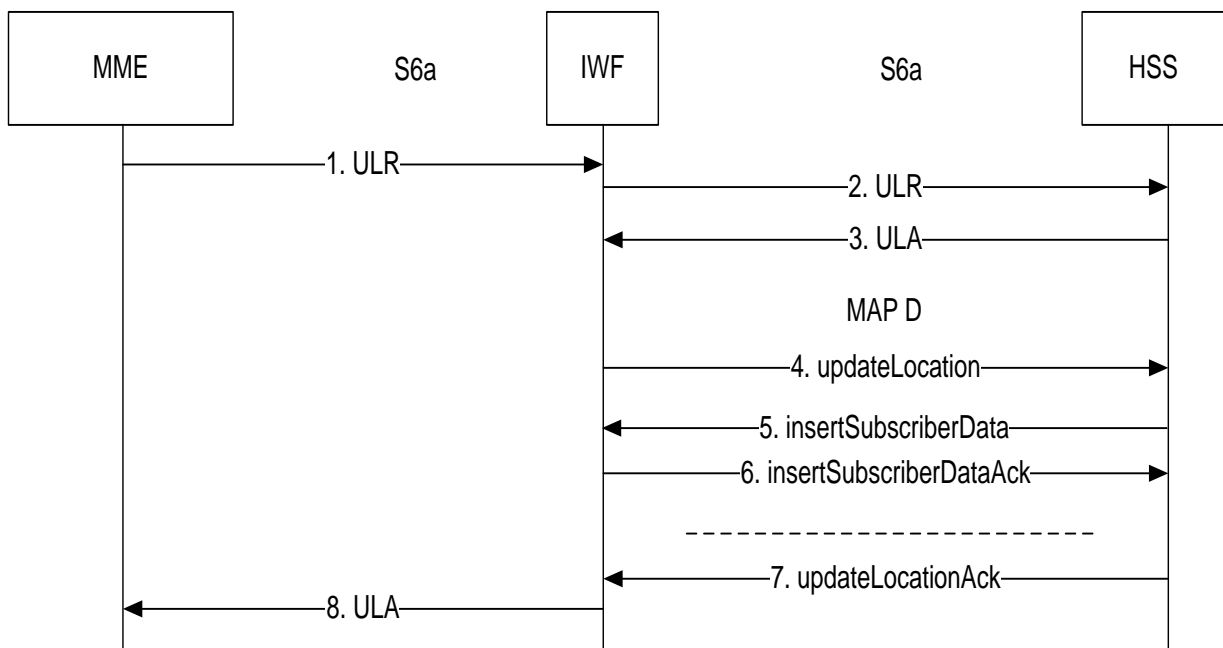 MME
S6a
IWF
S6a
HSS
1. ULR
2. ULR
3. ULA
MAP D
4. updateLocation
5. insertSubscriberData
6. insertSubscriberDataAck
7. updateLocationAck
8. ULA